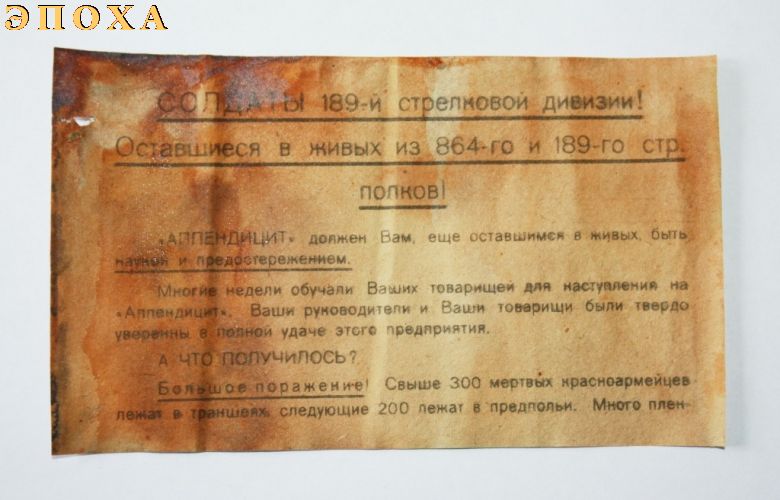 ЭПОХА
СОЛДАТЫ 189-й стрелковой дивизии!
Оставшиеся в живых из 864-го и 189-го стр.
полков!
„АППЕНДИЦИТ“ должен Вам, еще оставшимся в живых, быть
наукой и предостережением.
Многие недели обучали Ваших товарищей для наступления на
„Аппендицит“. Ваши руководители и Ваши товарищи были твердо
уверенны в полной удаче этого предприятия.
А ЧТО ПОЛУЧИЛОСЬ?
Большое поражение! Свыше 300 мертвых красноармейцев
лежат в траншеях, следующие 200 лежат в предпольи. Много плен-